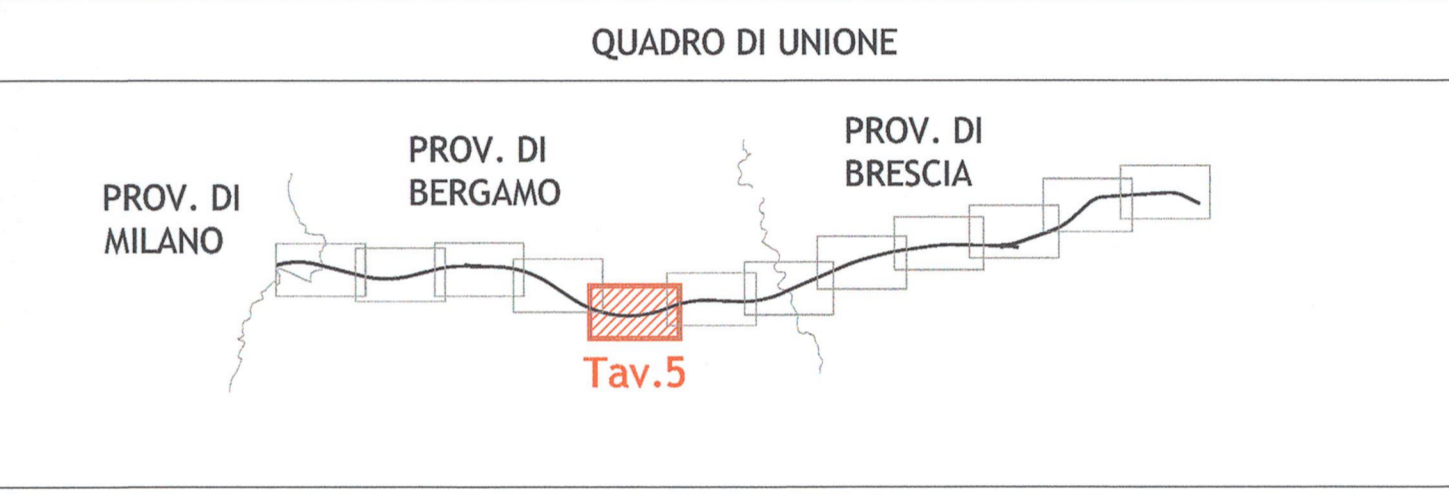 QUADRO DI UNIONE
PROV. DI
MILANO
PROV. DI
BERGAMO
PROV. DI
BRESCIA
Tav.5